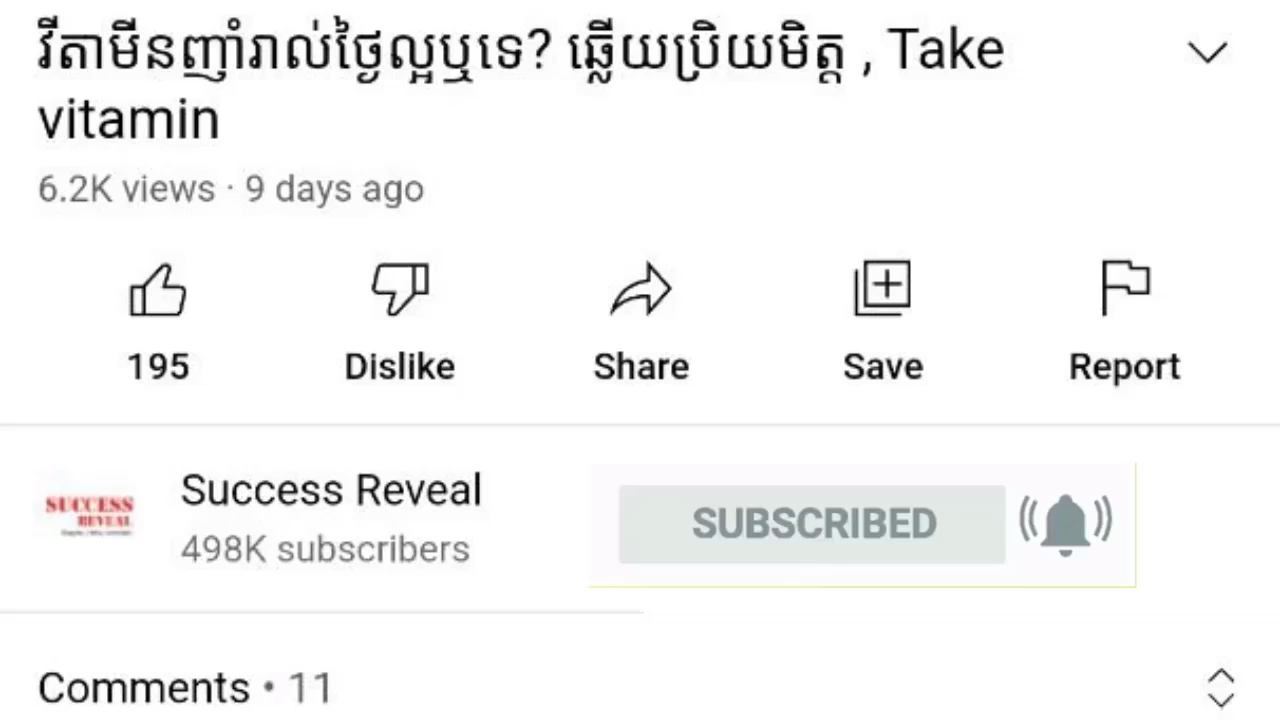 វីតាមីនញ៉ាំរាល់ថ្ងៃល្អឬទេ? ឆ្លើយប្រិយមិត្ត , Take
vitamin
6.2K views · 9 days ago
195 Dislike Share Save Report
SUCCESS
REVEAL
Success Reveal
498K subscribers
SUBSCRIBED
Comments • 11